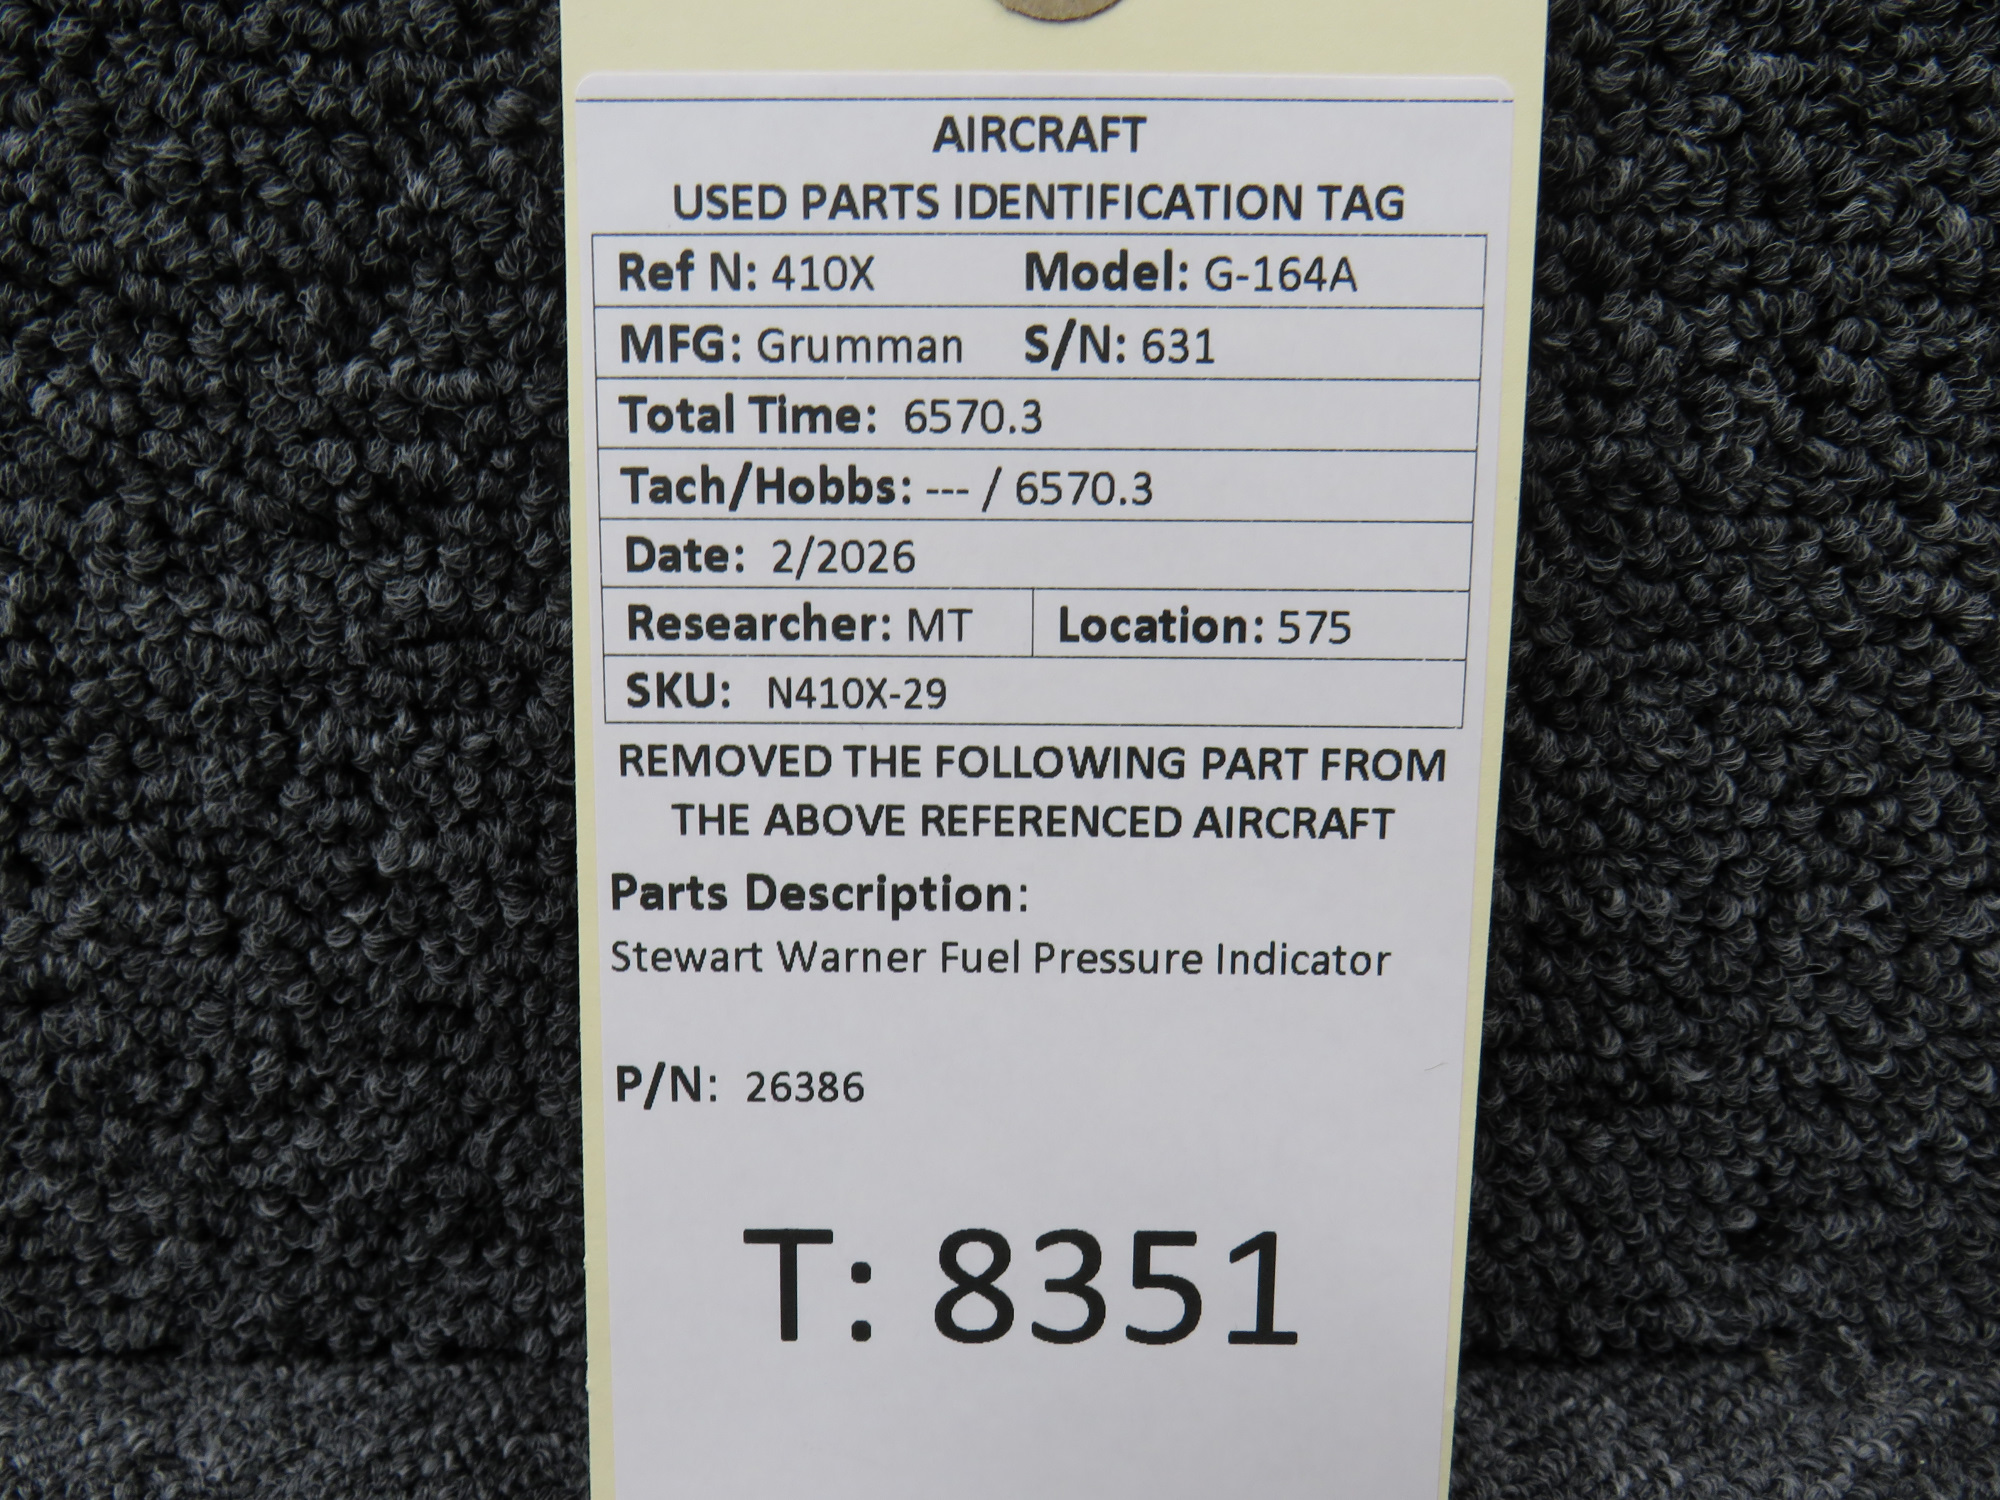 AIRCRAFT
USED PARTS IDENTIFICATION TAG
Ref N: 410X Model: G-164A
MFG: Grumman S/N: 631
Total Time: 6570.3
Tach/Hobbs: --- / 6570.3
Date: 2/2026
Researcher: MT Location: 575
SKU: N410X-29
REMOVED THE FOLLOWING PART FROM
THE ABOVE REFERENCED AIRCRAFT
Parts Description:
Stewart Warner Fuel Pressure Indicator
P/N: 26386
T: 8351